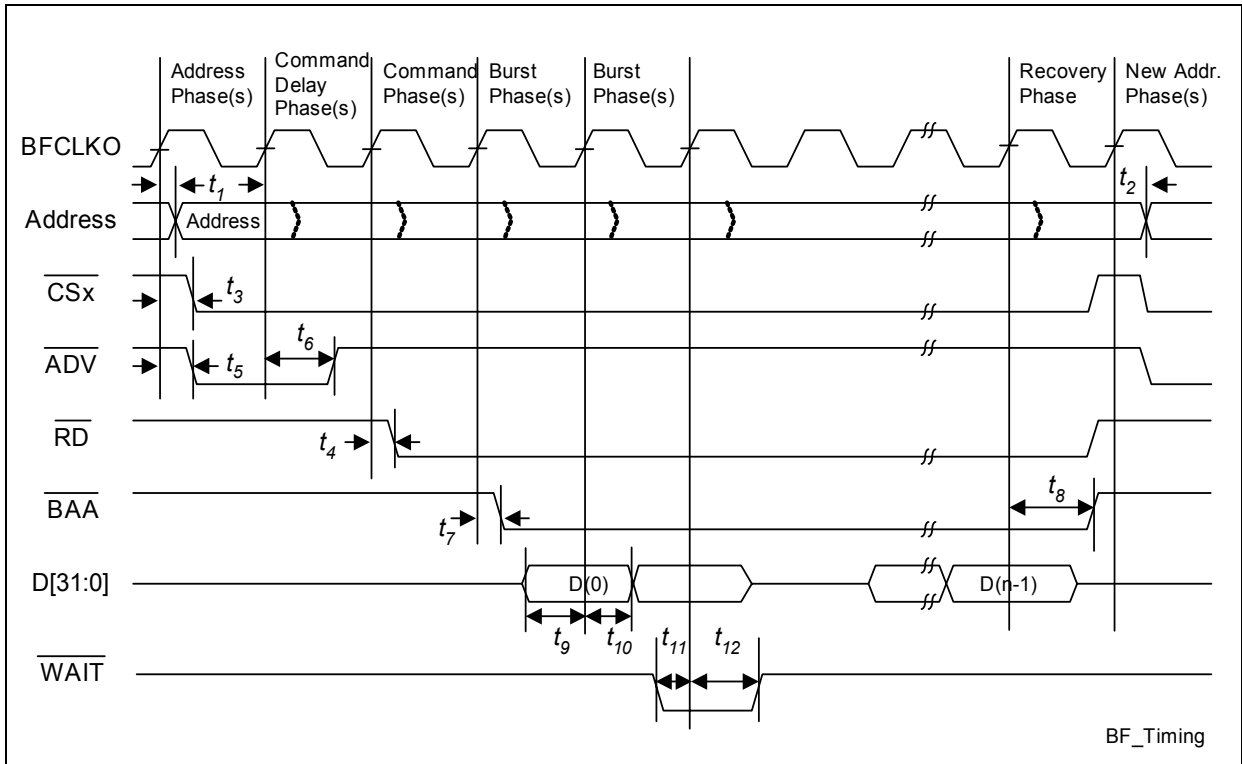 Address
Phase(s)
Command
Delay
Phase(s)
Command
Phase(s)
Burst
Phase(s)
Burst
Phase(s)
Recovery
Phase
New Addr.
Phase(s)
BFCLKO
t1
t2
Address
Address
CSx
t3
t6
ADV
t5
RD
t4
BAA
t7
t8
D[31:0]
D(0)
D(n-1)
t9
t10
t11
t12
WAIT
BF_Timing